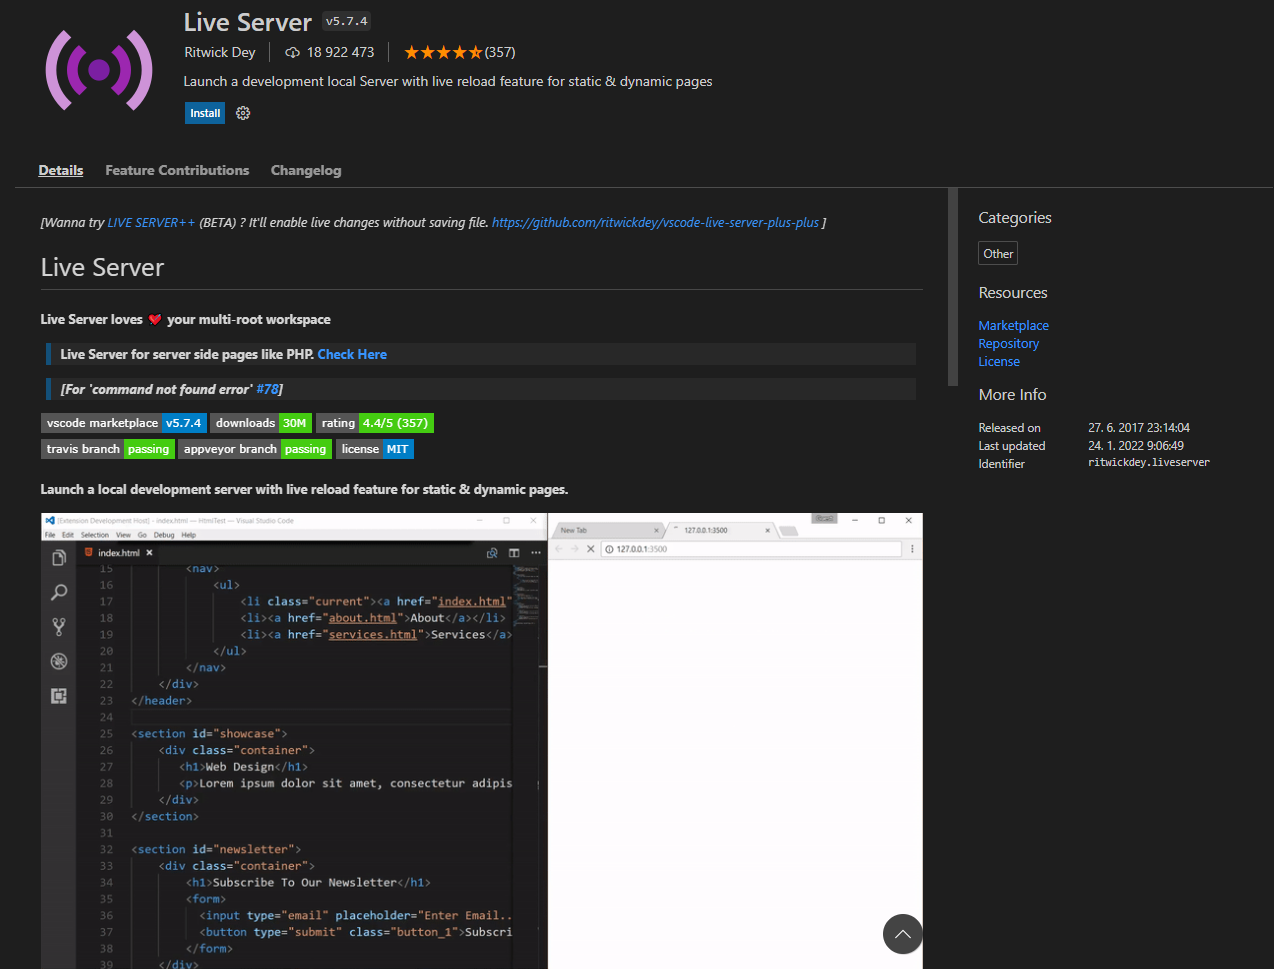 Live Server v5.7.4
Ritwick Dey 18 922 473 (357)
Launch a development local Server with live reload feature for static & dynamic pages
Install
Details Feature Contributions Changelog
[Wanna try LIVE SERVER++ (BETA) ? It'll enable live changes without saving file. https://github.com/ritwickdey/vscode-live-server-plus-plus ]
Live Server
Live Server loves your multi-root workspace
Live Server for server side pages like PHP. Check Here
[For 'command not found error' #78]
vscode marketplace v5.7.4 downloads 30M rating 4.4/5 (357)
travis branch passing appveyor branch passing license MIT
Launch a local development server with live reload feature for static & dynamic pages.
[Extension Development Host] - index.html — HtmlTest — Visual Studio Code
File Edit Selection View Go Debug Help
index.html
15 <nav>
16 <ul>
17 <li class="current"><a href="index.html"
18 <li><a href="about.html">About</a></li>
19 <li><a href="services.html">Services</a>
20 </ul>
21 </nav>
22 </div>
23 </header>
24
25 <section id="showcase">
26 <div class="container">
27 <h1>Web Design</h1>
28 <p>Lorem ipsum dolor sit amet, consectetur adipis
29 </div>
30 </section>
31
32 <section id="newsletter">
33 <div class="container">
34 <h1>Subscribe To Our Newsletter</h1>
35 <form>
36 <input type="email" placeholder="Enter Email..
37 <button type="submit" class="button_1">Subscri
38 </form>
39 </div>
New Tab 127.0.0.1:3500
127.0.0.1:3500
Categories
Other
Resources
Marketplace
Repository
License
More Info
Released on 27. 6. 2017 23:14:04
Last updated 24. 1. 2022 9:06:49
Identifier ritwickdey.liveserver